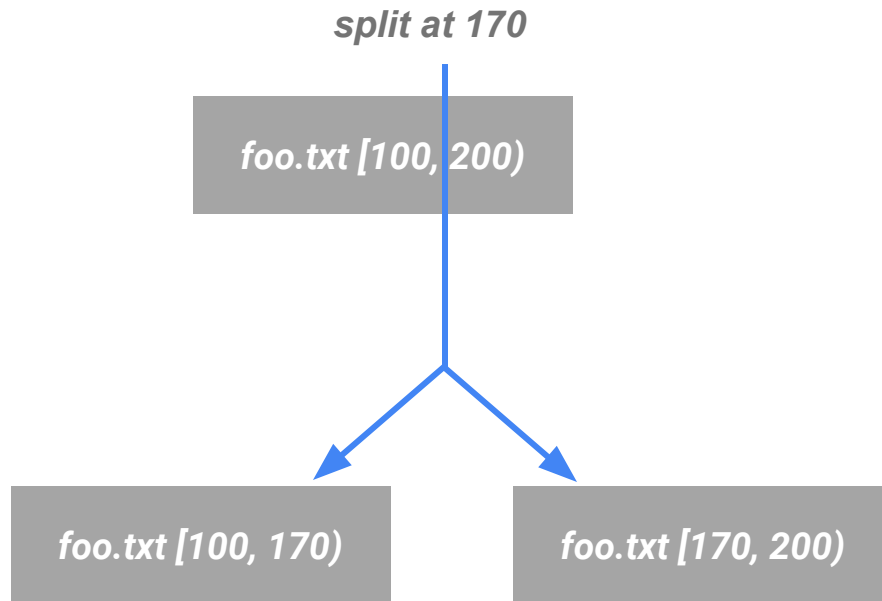 split at 170
foo.txt [100, 200)
foo.txt [100, 170)
foo.txt [170, 200)